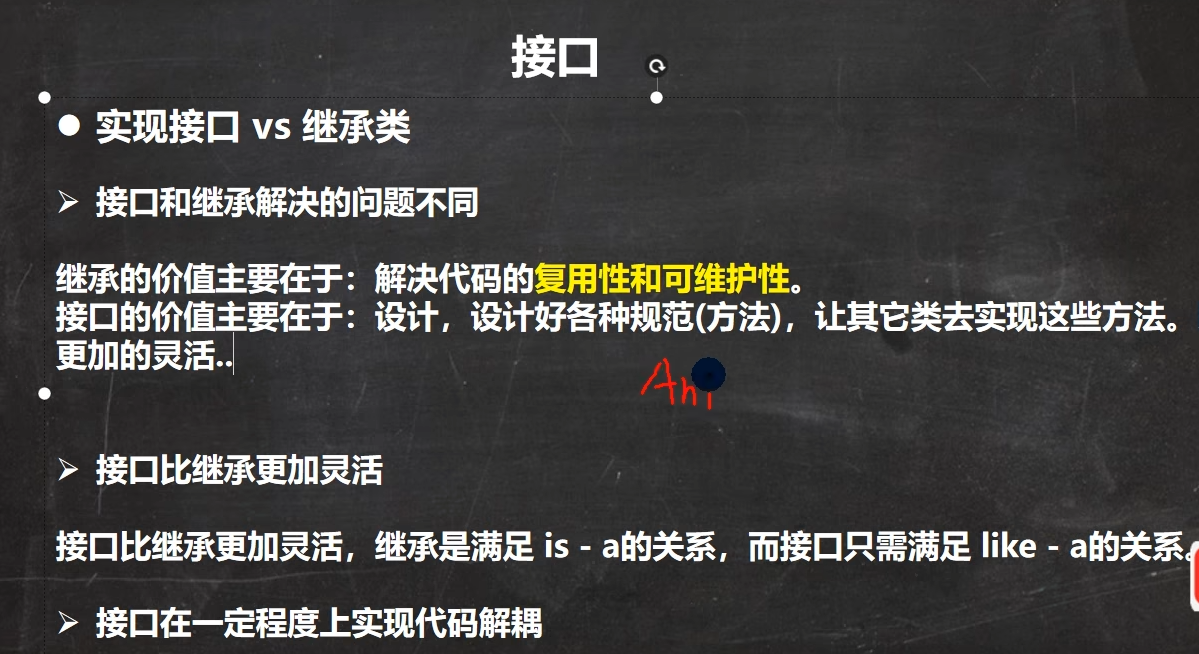 接口
实现接口 vs 继承类
接口和继承解决的问题不同
继承的价值主要在于：解决代码的复用性和可维护性。
接口的价值主要在于：设计，设计好各种规范(方法)，让其它类去实现这些方法。
更加的灵活..
Ani
接口比继承更加灵活
接口比继承更加灵活，继承是满足 is - a的关系，而接口只需满足 like - a的关系。
接口在一定程度上实现代码解耦